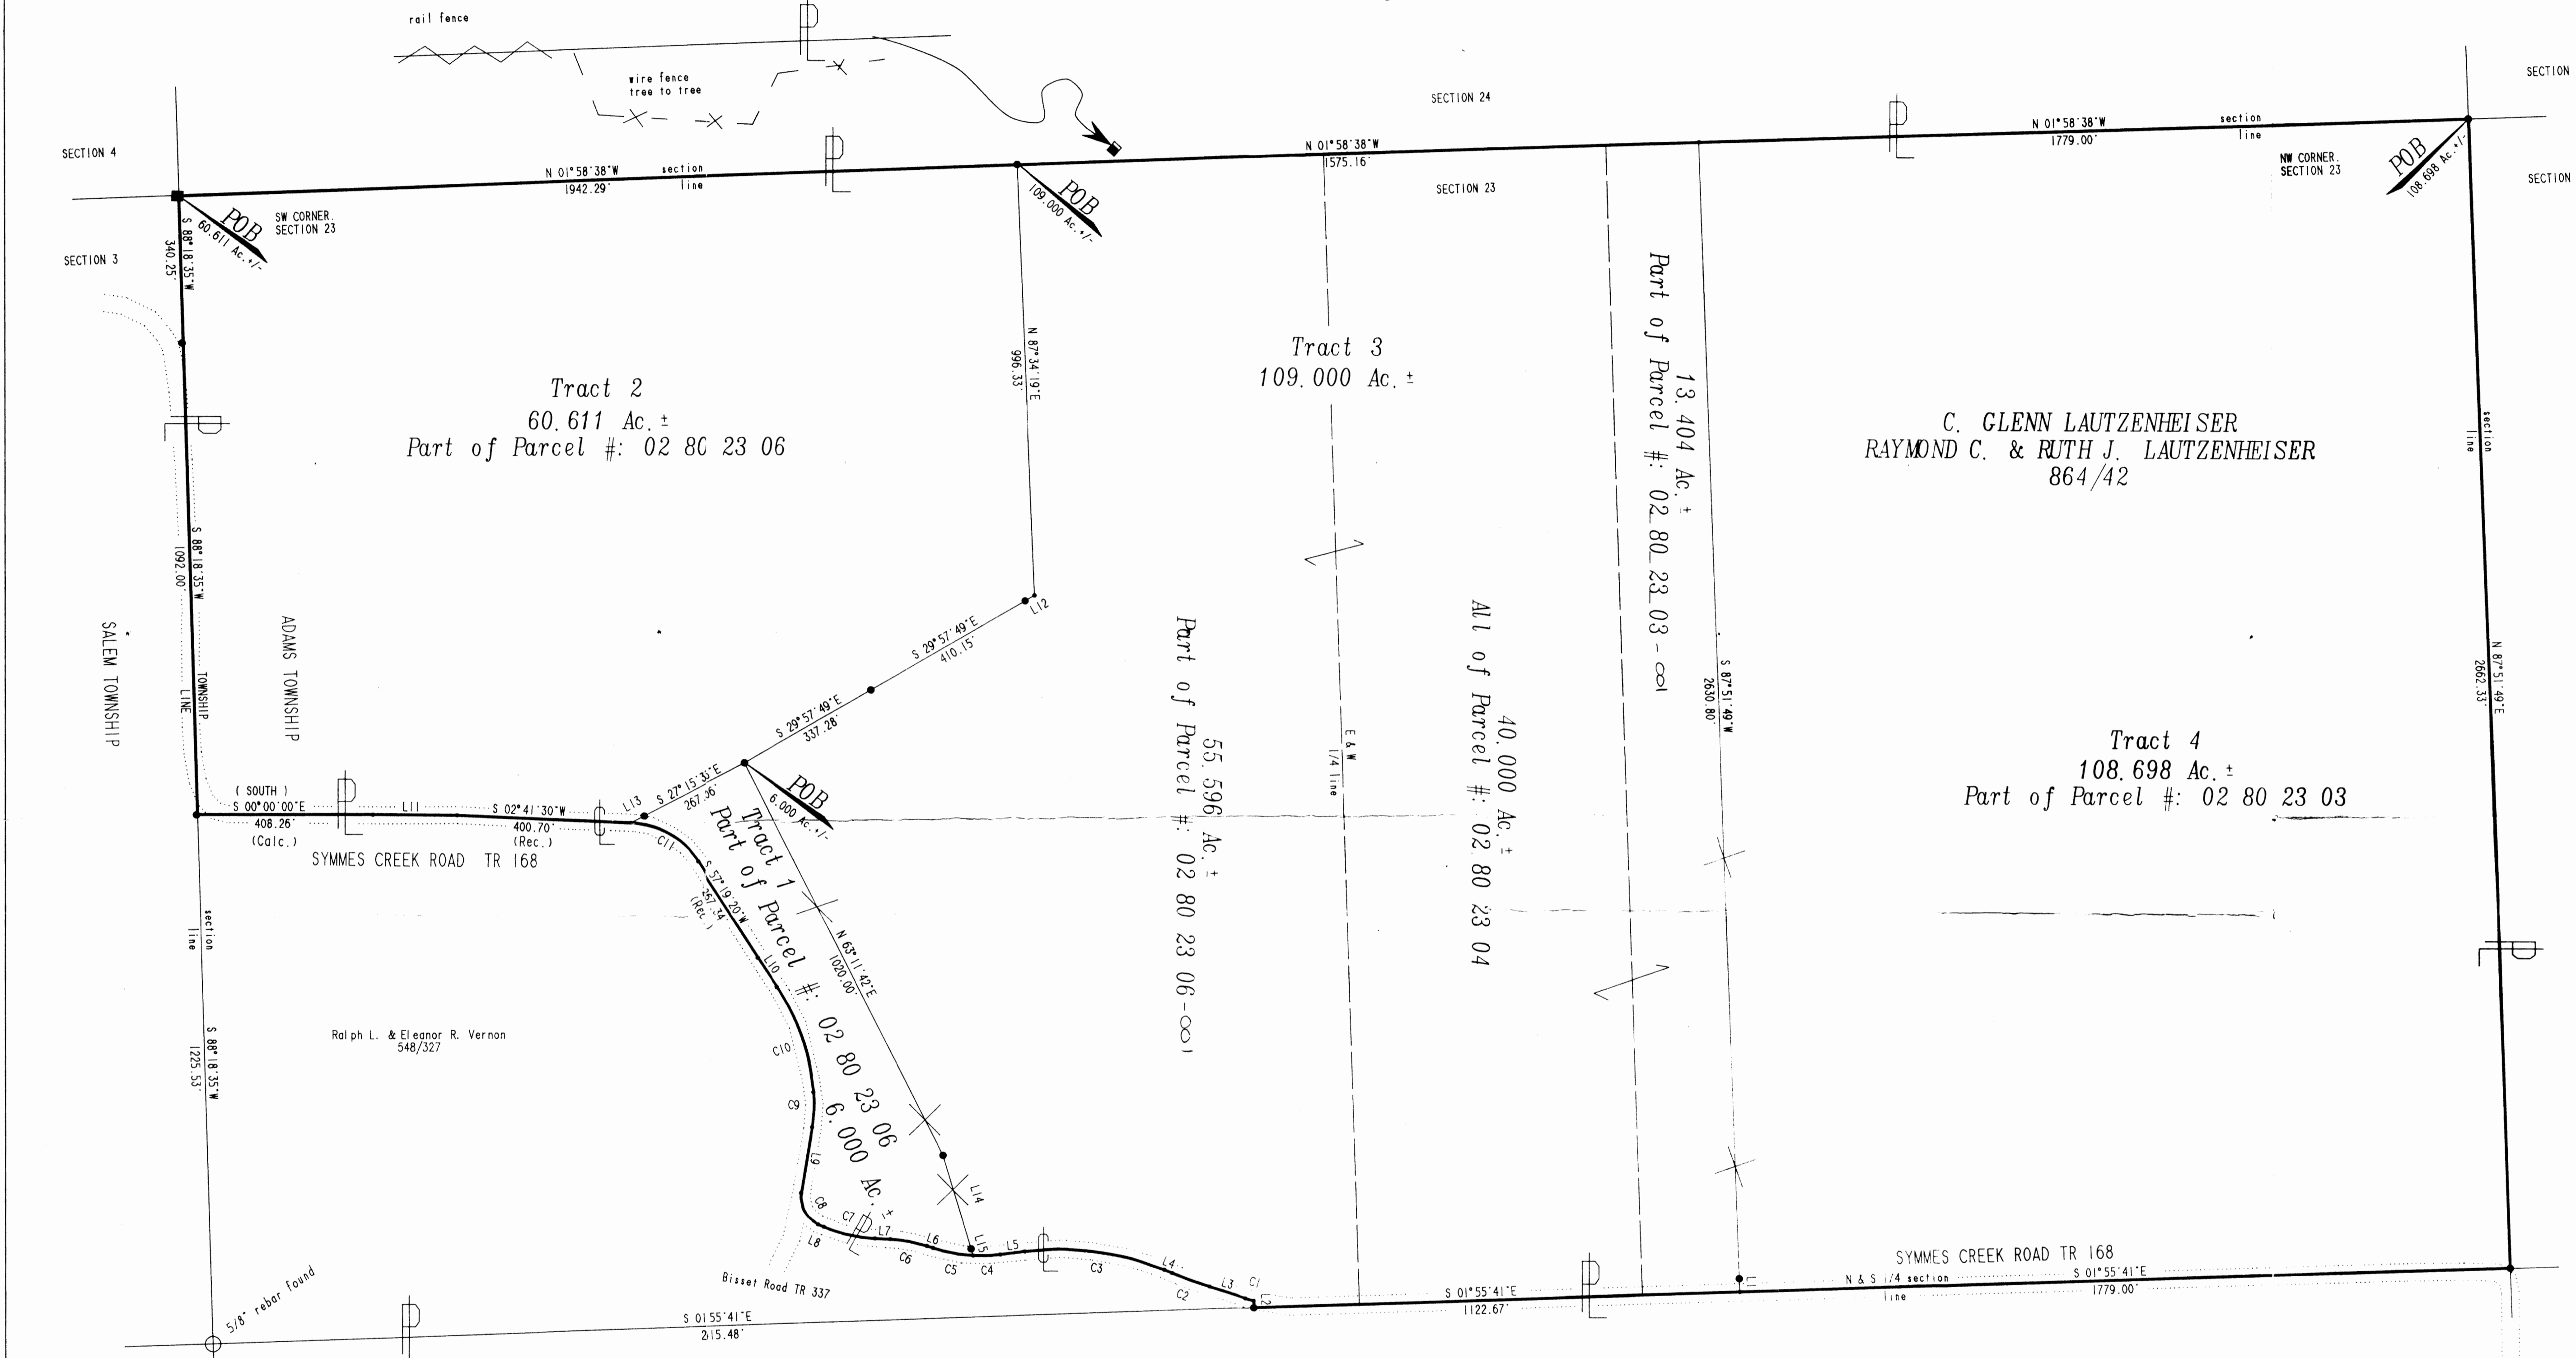 rail fence
wire fence
tree to tree
SECTION 4
SECTION 3
SECTION 24
SECTION 23
SECTION
SECTION
N 01°58'38"W
1942.29'
section
line
N 01°58'38"W
1575.16'
N 01°58'38"W
1779.00'
section
line
NW CORNER.
SECTION 23
POB
108.698 Ac.+/-
SW CORNER.
SECTION 23
POB
60.611 Ac.+/-
POB
109.000 Ac.+/-
S 88°18'35"W
340.25'
Tract 2
60.611 Ac.±
Part of Parcel #: 02 80 23 06
N 87°34'19"E
996.33'
Tract 3
109.000 Ac.±
13.404 Ac.±
Part of Parcel #: 02 80 23 03-001
C. GLENN LAUTZENHEISER
RAYMOND C. & RUTH J. LAUTZENHEISER
864/42
section
line
S 88°18'35"W
1092.00'
TOWNSHIP
LINE
ADAMS TOWNSHIP
SALEM TOWNSHIP
L12
S 29°57'49"E
410.15'
S 29°57'49"E
337.28'
55.596 Ac.±
Part of Parcel #: 02 80 23 06-001
E & W
1/4 line
40.000 Ac.±
All of Parcel #: 02 80 23 04
S 87°51'49"W
2630.80'
N 87°51'49"E
2662.33'
Tract 4
108.698 Ac.±
Part of Parcel #: 02 80 23 03
(SOUTH)
S 00°00'00"E
408.26'
(Calc.)
L11
S 02°41'30"W
400.70'
(Rec.)
L13
S 27°15'35"E
POB
6.000 Ac.+/-
SYMMES CREEK ROAD TR 168
C11
S 57°19'20"W
267.34'
(Rec.)
Tract 1
Part of Parcel #: 02 80 23 06
6.000 Ac.±
N 63°11'42"E
1020.00'
L10
C10
C9
L9
C8
L8
C7
L7
C6
L6
C5
L15
L14
C4
L5
C3
L4
C2
L3
C1
L2
L1
section
line
S 88°18'35"W
1225.53'
Ralph L. & Eleanor R. Vernon
548/327
Bisset Road TR 337
5/8" rebar found
S 01 55'41"E
S 01°55'41"E
1122.67'
SYMMES CREEK ROAD TR 168
N & S 1/4 section
line
S 01°55'41"E
1779.00'